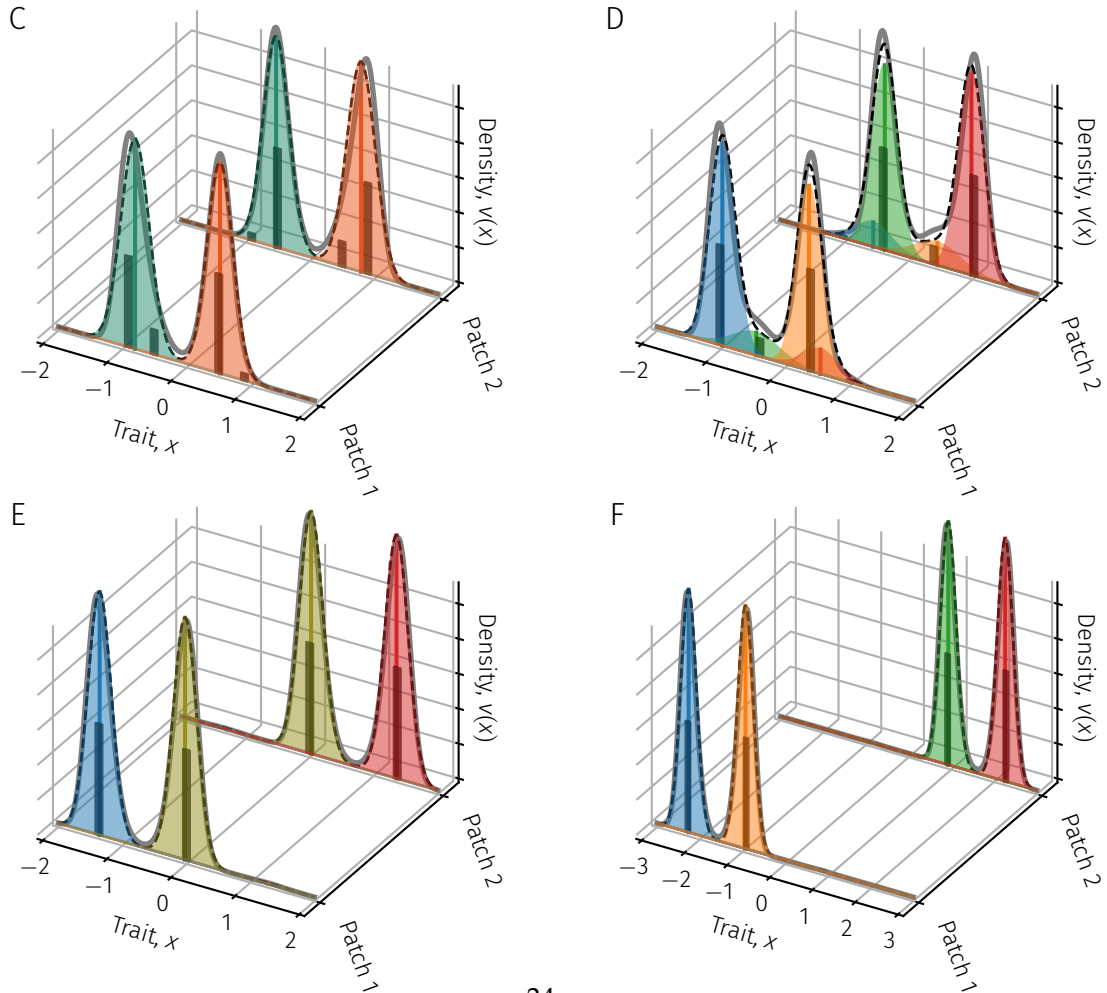 C
D
Density, v(x)
Density, v(x)
−2
−1
0
1
2
Trait, x
Patch 1
Patch 2
−2
−1
0
1
2
Trait, x
Patch 1
Patch 2
E
F
Density, v(x)
Density, v(x)
−2
−1
0
1
2
Trait, x
Patch 1
Patch 2
−3
−2
−1
0
1
2
3
Trait, x
Patch 1
Patch 2